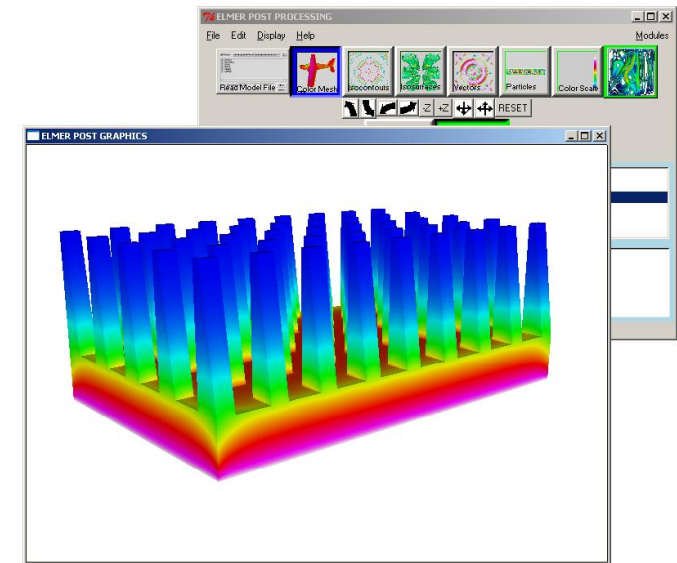 ELMER POST PROCESSING
File Edit Display Help Modules
Read Model File
Color Mesh
Isocontouts
Isosurfaces
Vectors
Particles
Color Scale
-Z +Z RESET
ELMER POST GRAPHICS